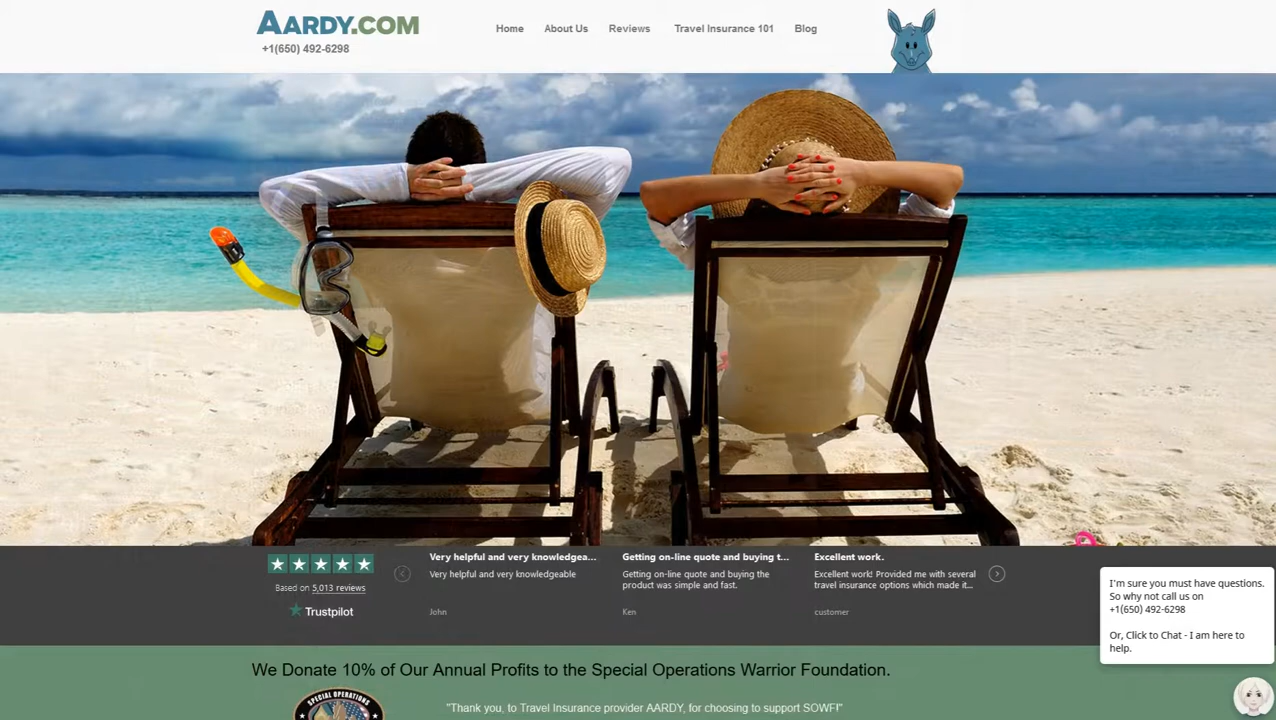 AARDY.COM
+1(650) 492-6298
Home About Us Reviews Travel Insurance 101 Blog
Based on 5,013 reviews
Trustpilot
Very helpful and very knowledgea...
Very helpful and very knowledgeable
John
Getting on-line quote and buying t...
Getting on-line quote and buying the
product was simple and fast.
Ken
Excellent work.
Excellent work! Provided me with several
travel insurance options which made it...
customer
I'm sure you must have questions.
So why not call us on
+1(650) 492-6298
Or, Click to Chat - I am here to
help.
We Donate 10% of Our Annual Profits to the Special Operations Warrior Foundation.
SPECIAL OPERATIONS
"Thank you, to Travel Insurance provider AARDY, for choosing to support SOWF!"